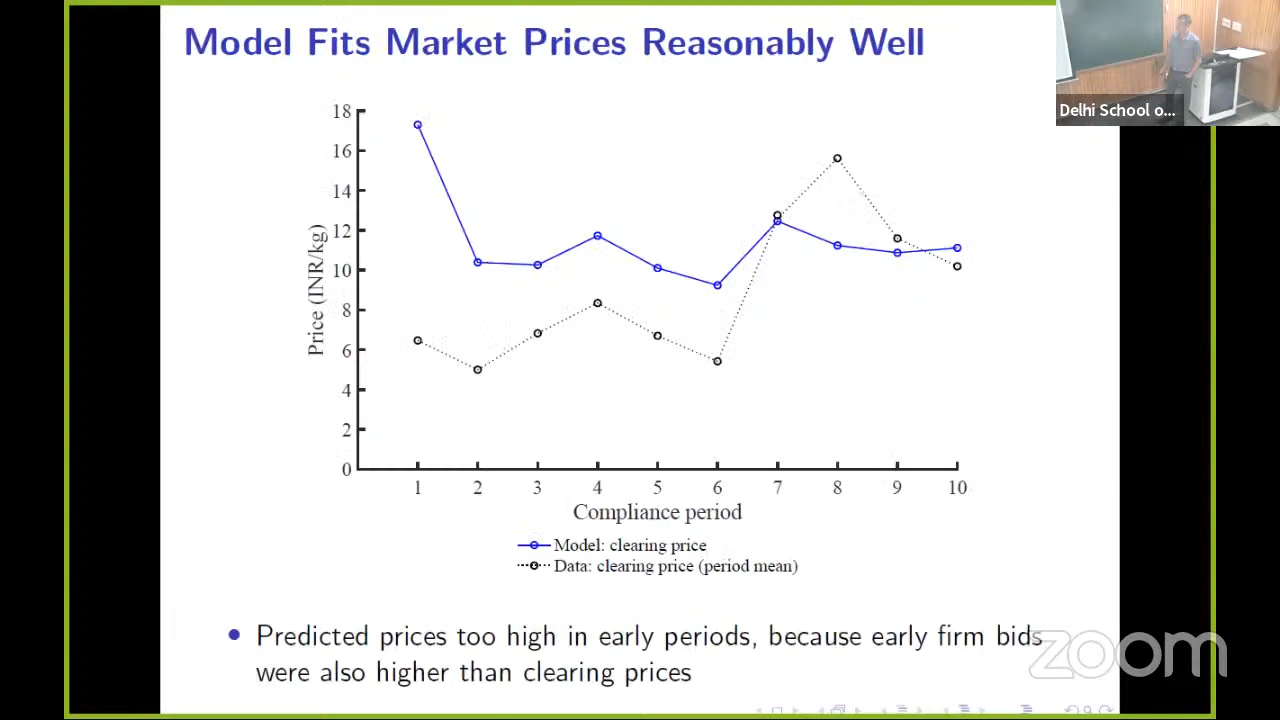 Model Fits Market Prices Reasonably Well
Delhi School o...
18
16
14
12
10
8
6
4
2
0
Price (INR/kg)
1 2 3 4 5 6 7 8 9 10
Compliance period
Model: clearing price
Data: clearing price (period mean)
Predicted prices too high in early periods, because early firm bids
were also higher than clearing prices
zoom